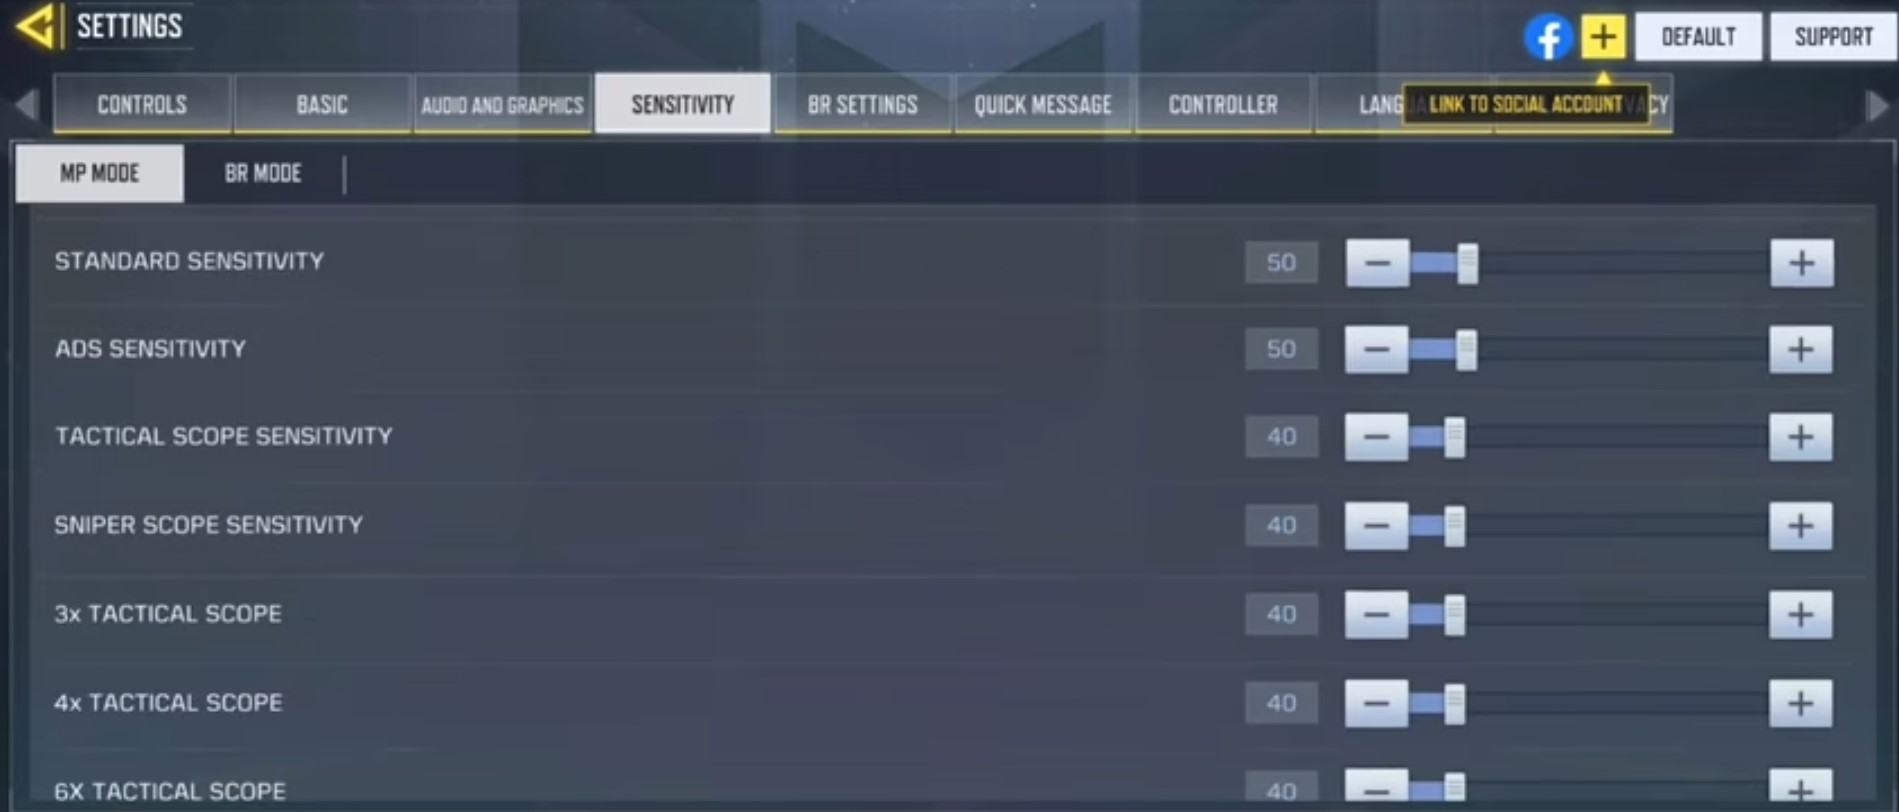 SETTINGS
DEFAULT
SUPPORT
CONTROLS
BASIC
AUDIO AND GRAPHICS
SENSITIVITY
BR SETTINGS
QUICK MESSAGE
CONTROLLER
LINK TO SOCIAL ACCOUNT
MP MODE
BR MODE
STANDARD SENSITIVITY 50
ADS SENSITIVITY 50
TACTICAL SCOPE SENSITIVITY 40
SNIPER SCOPE SENSITIVITY 40
3x TACTICAL SCOPE 40
4x TACTICAL SCOPE 40
6X TACTICAL SCOPE 40